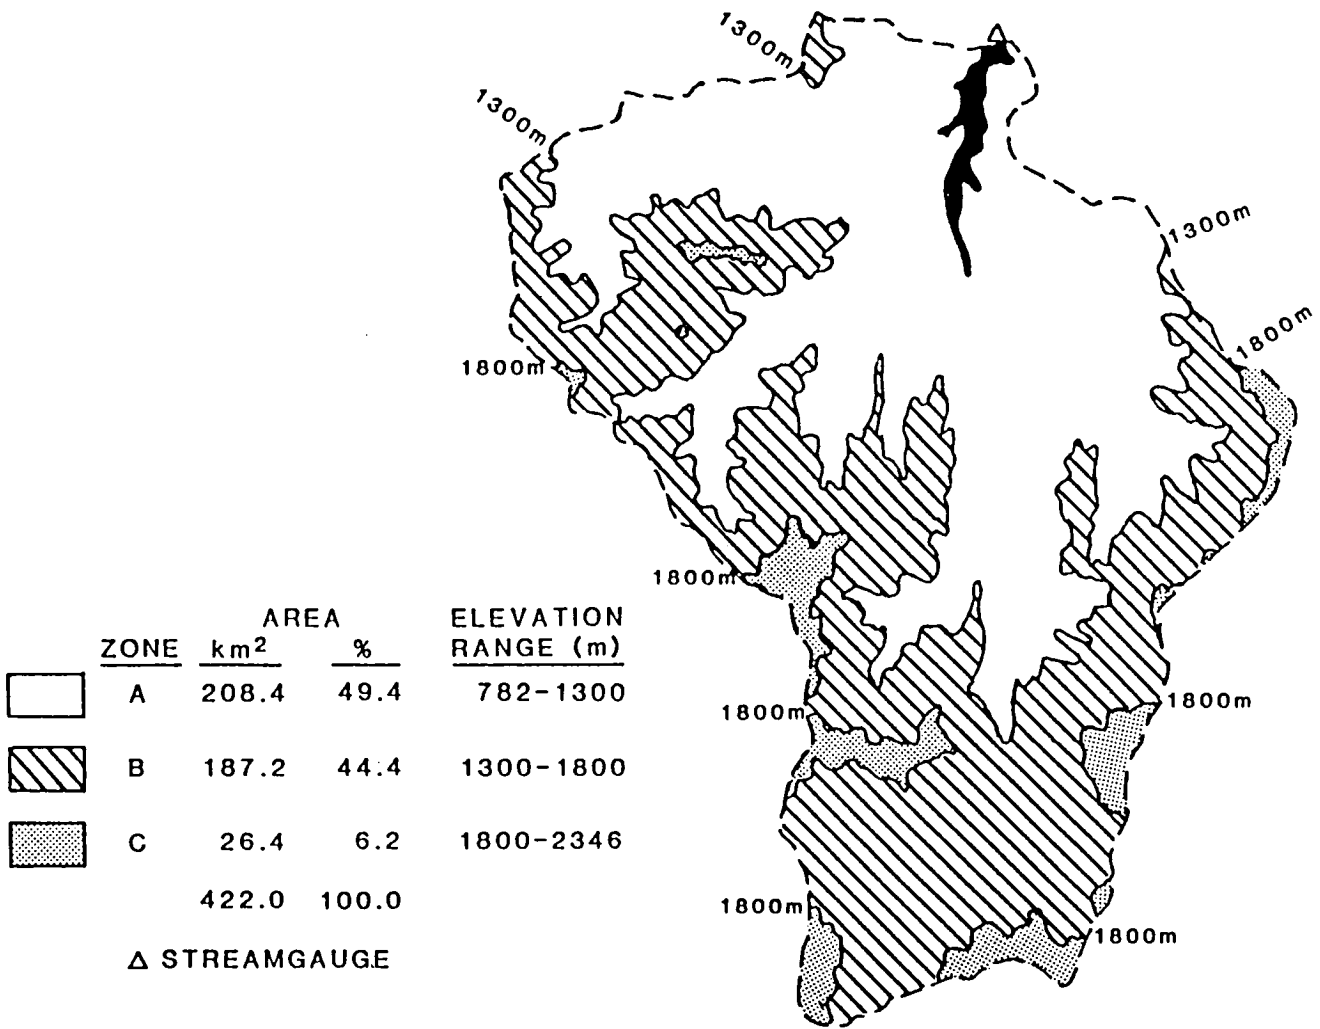 1300m
1300m
1300m
1800m
1800m
1800m
1800m
1800m
1800m
1800m
AREA ELEVATION
ZONE km² % RANGE (m)
A 208.4 49.4 782-1300
B 187.2 44.4 1300-1800
C 26.4 6.2 1800-2346
422.0 100.0
Δ STREAMGAUGE